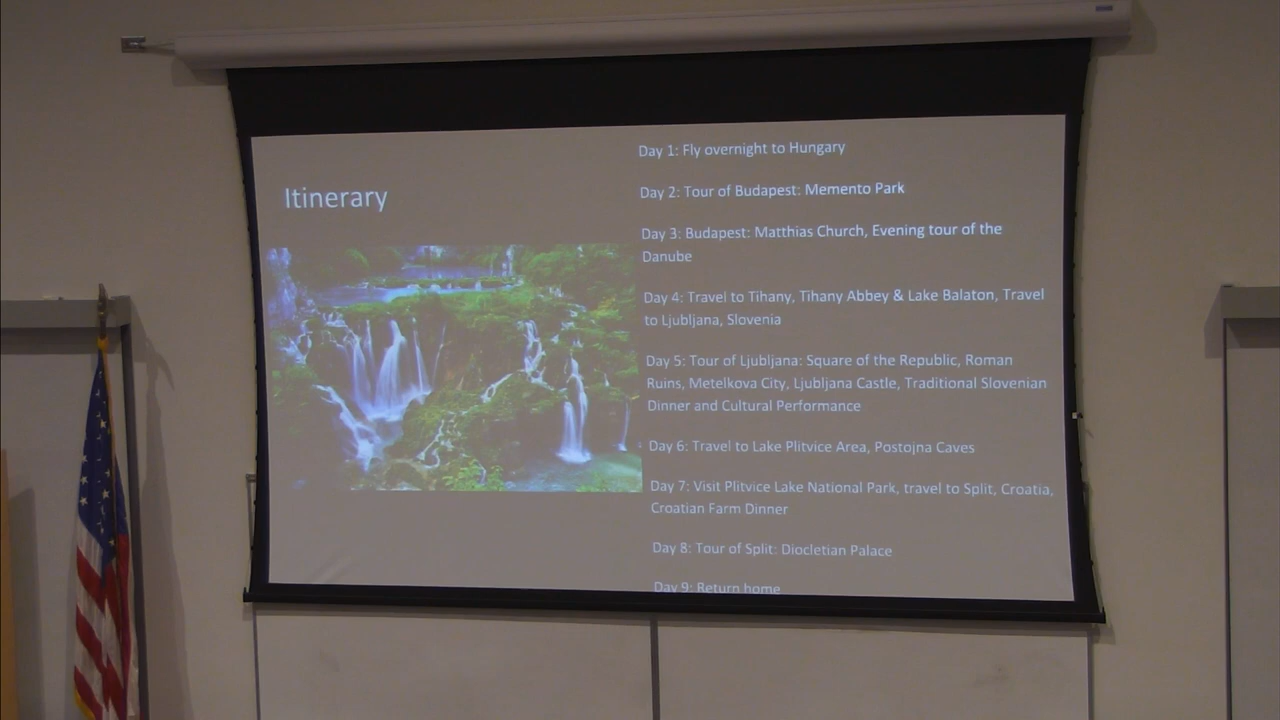 Itinerary
Day 1: Fly overnight to Hungary
Day 2: Tour of Budapest: Memento Park
Day 3: Budapest: Matthias Church, Evening tour of the
Danube
Day 4: Travel to Tihany, Tihany Abbey & Lake Balaton, Travel
to Ljubljana, Slovenia
Day 5: Tour of Ljubljana: Square of the Republic, Roman
Ruins, Metelkova City, Ljubljana Castle, Traditional Slovenian
Dinner and Cultural Performance
Day 6: Travel to Lake Plitvice Area, Postojna Caves
Day 7: Visit Plitvice Lake National Park, travel to Split, Croatia,
Croatian Farm Dinner
Day 8: Tour of Split: Diocletian Palace
Day 9: Return home